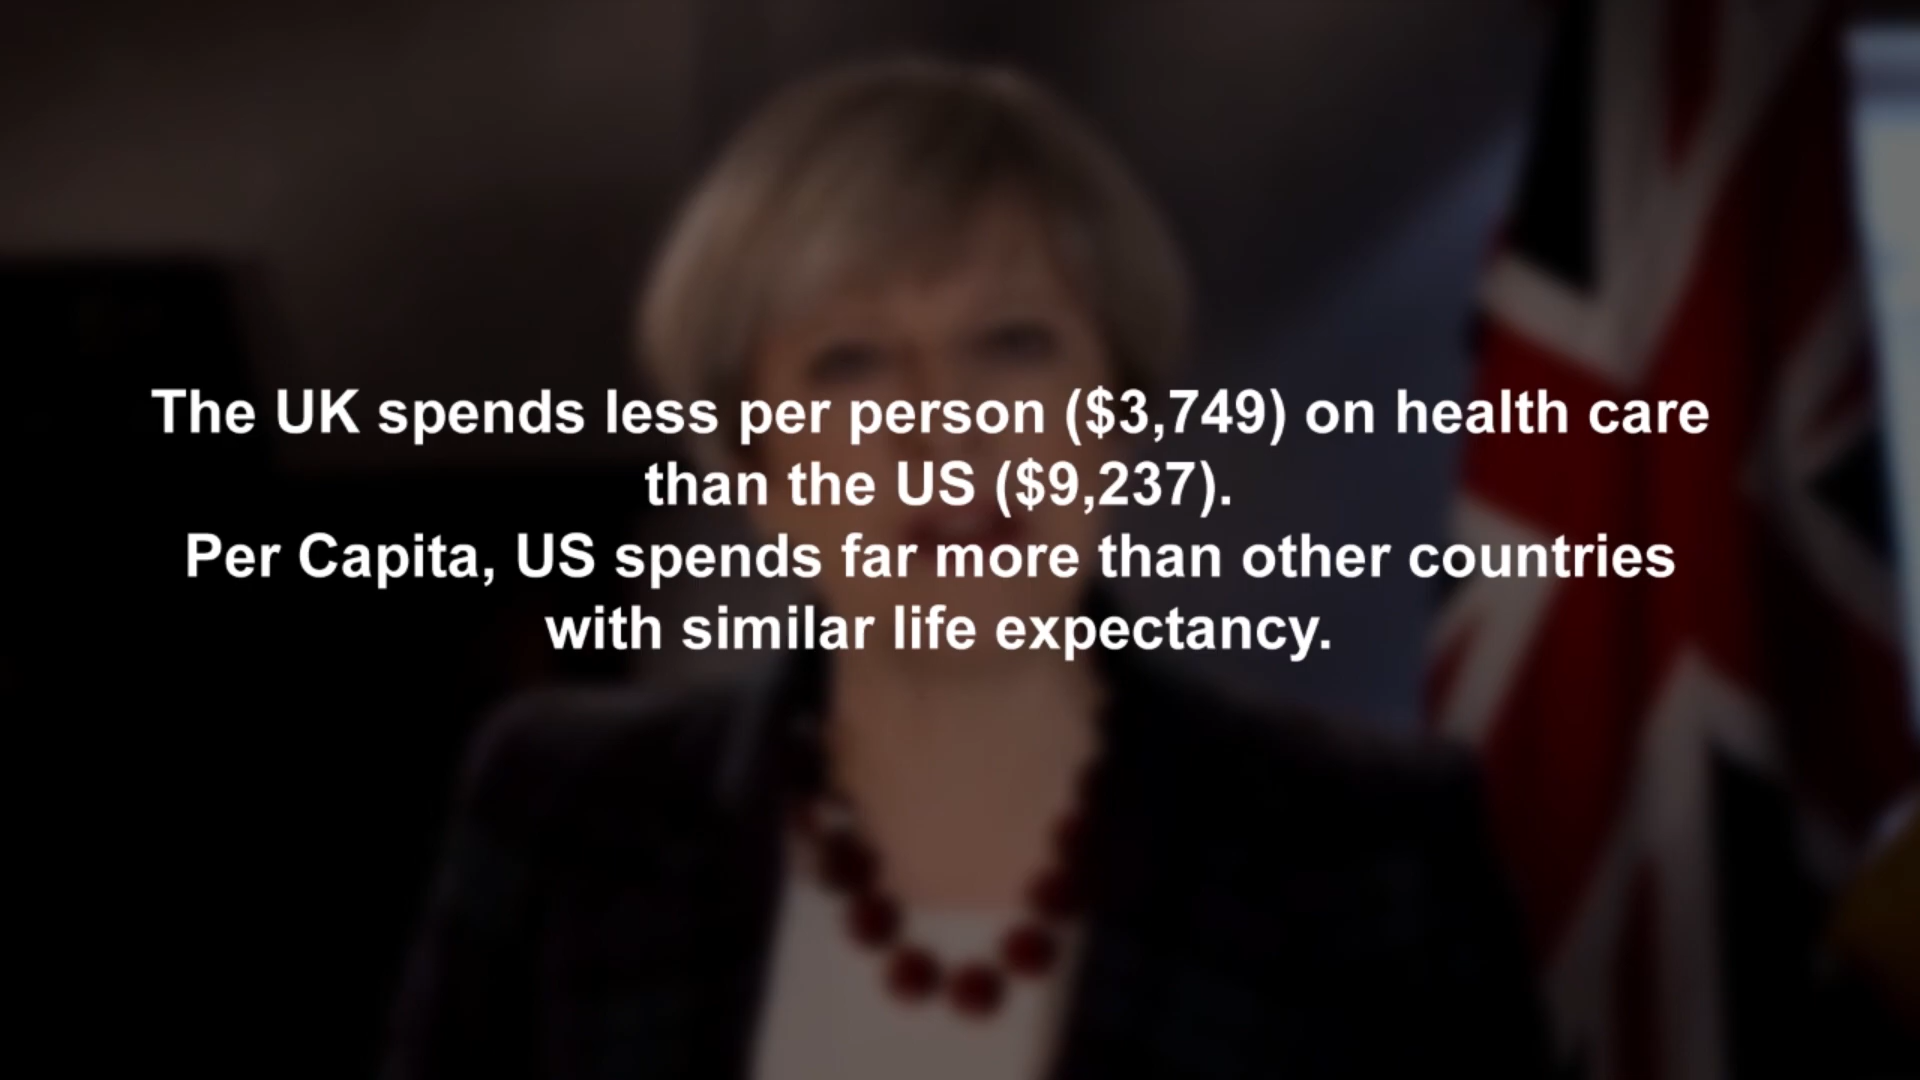 The UK spends less per person ($3,749) on health care
than the US ($9,237).
Per Capita, US spends far more than other countries
with similar life expectancy.